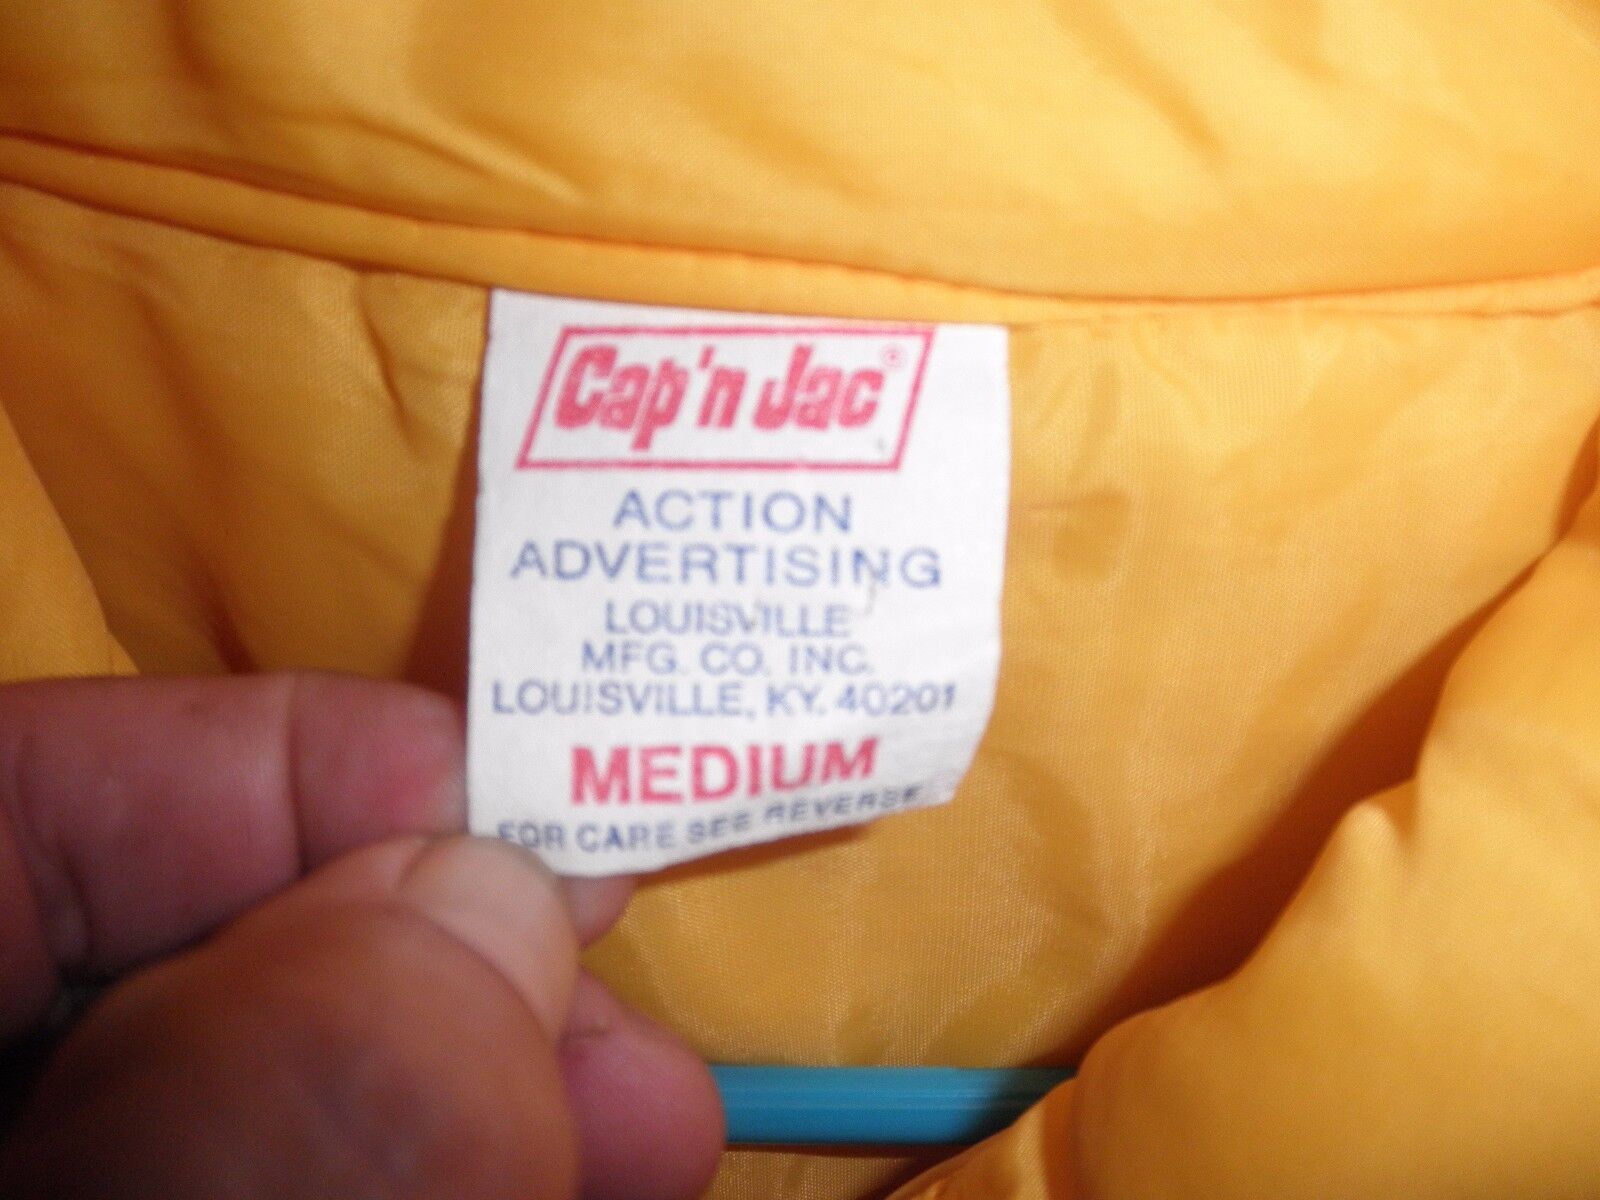 Cap'n Jac®
ACTION
ADVERTISING
LOUISVILLE
MFG. CO. INC.
LOUISVILLE, KY. 40201
MEDIUM
FOR CARE SEE REVERSE